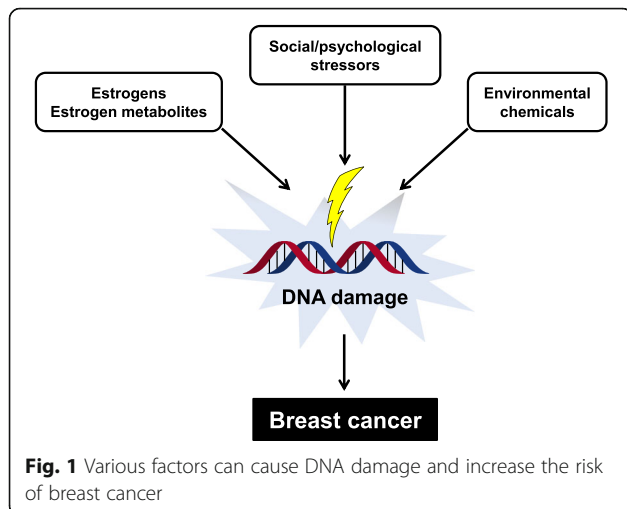 Social/psychological
stressors
Estrogens
Estrogen metabolites
Environmental
chemicals
DNA damage
Breast cancer
Fig. 1 Various factors can cause DNA damage and increase the risk
of breast cancer